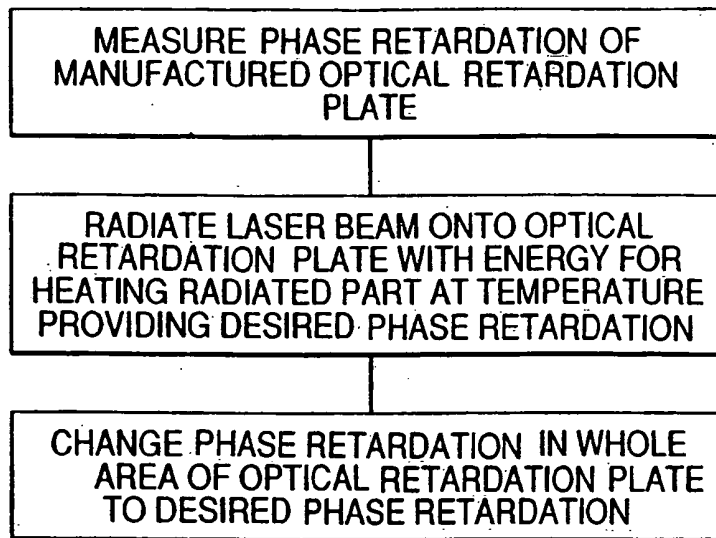 MEASURE PHASE RETARDATION OF
MANUFACTURED OPTICAL RETARDATION
PLATE
RADIATE LASER BEAM ONTO OPTICAL
RETARDATION PLATE WITH ENERGY FOR
HEATING RADIATED PART AT TEMPERATURE
PROVIDING DESIRED PHASE RETARDATION
CHANGE PHASE RETARDATION IN WHOLE
AREA OF OPTICAL RETARDATION PLATE
TO DESIRED PHASE RETARDATION